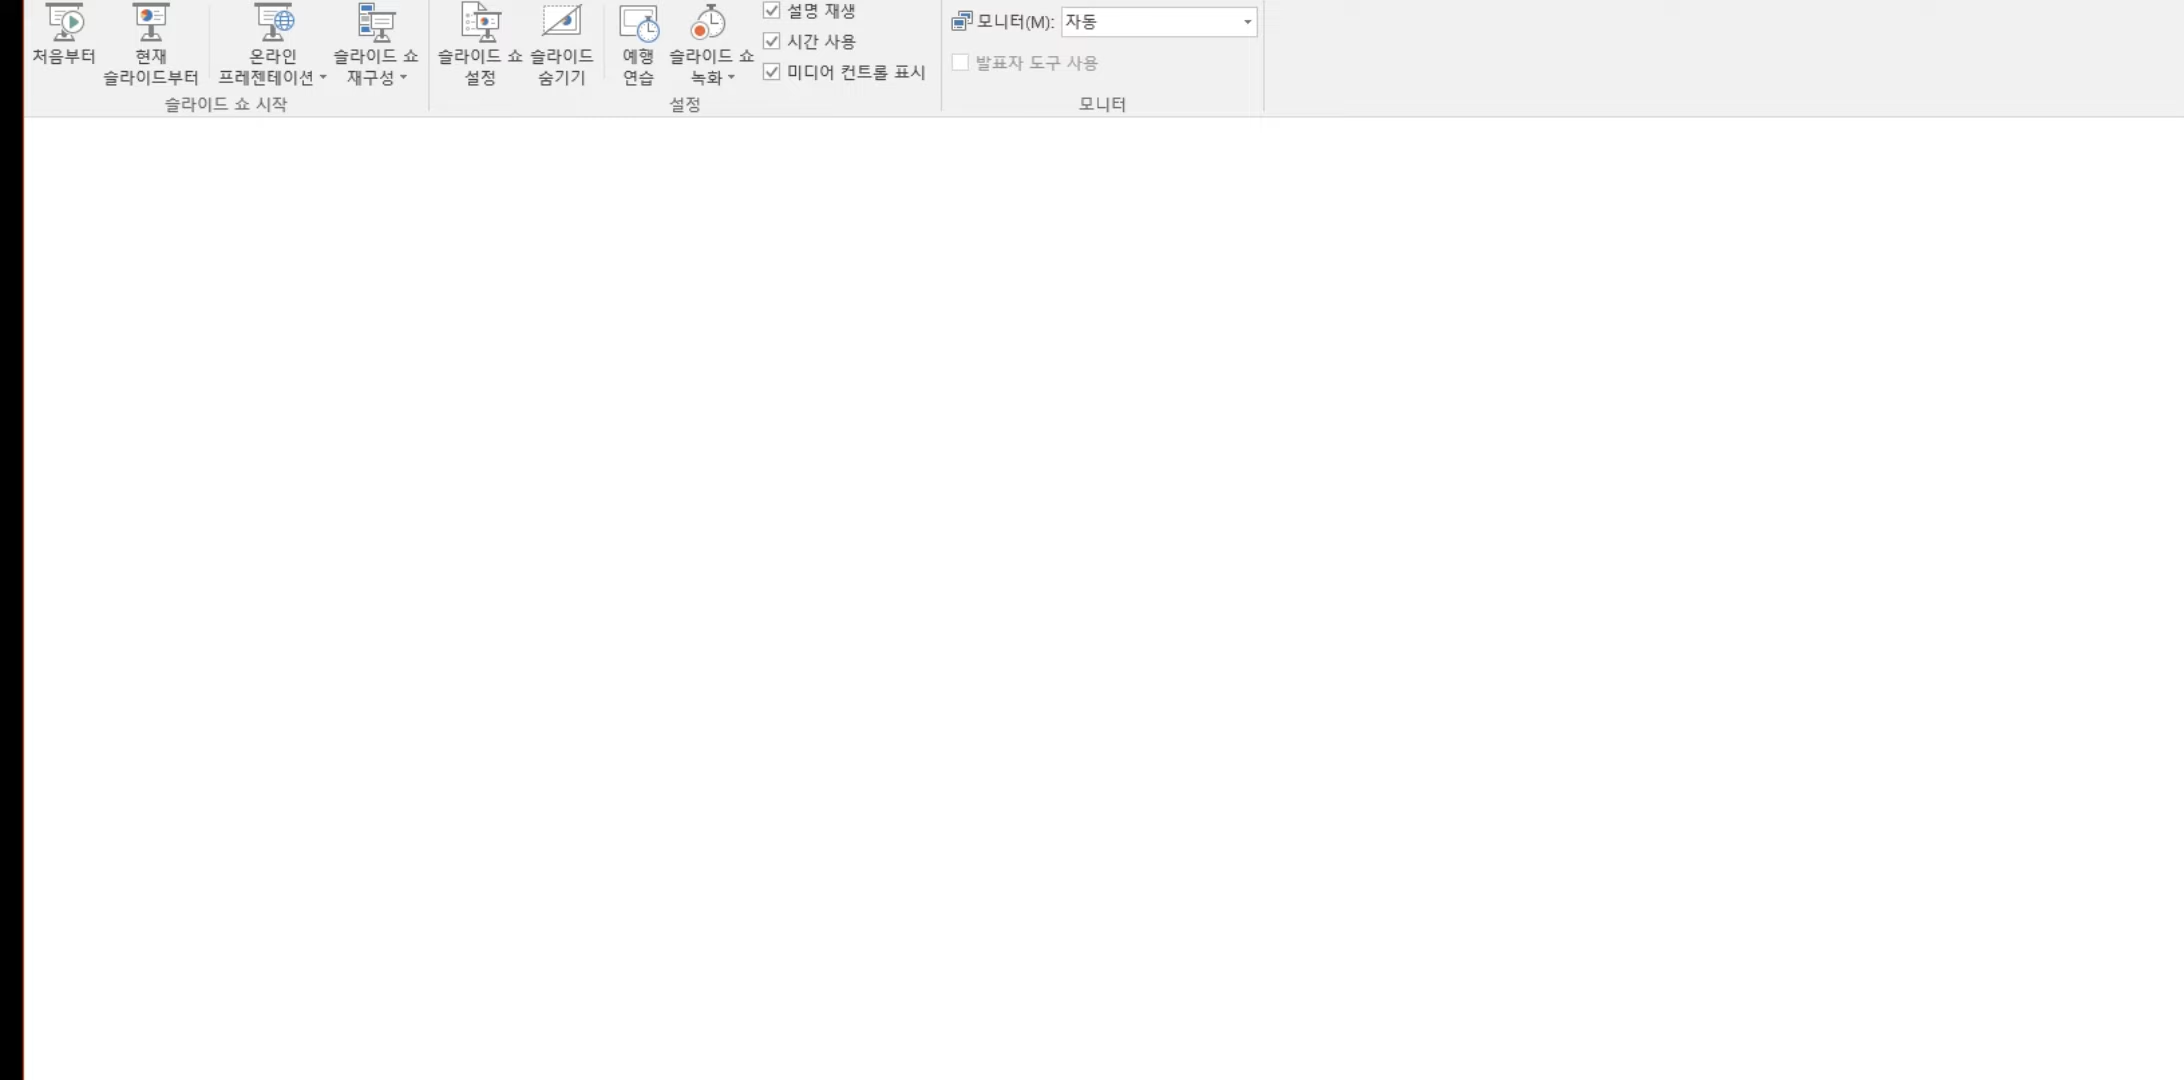 처음부터
현재
슬라이드부터
온라인
프레젠테이션
슬라이드 쇼
재구성
슬라이드 쇼 시작
슬라이드 쇼
설정
슬라이드
숨기기
예행
연습
슬라이드 쇼
녹화
설명 재생
시간 사용
미디어 컨트롤 표시
설정
모니터(M): 자동
발표자 도구 사용
모니터